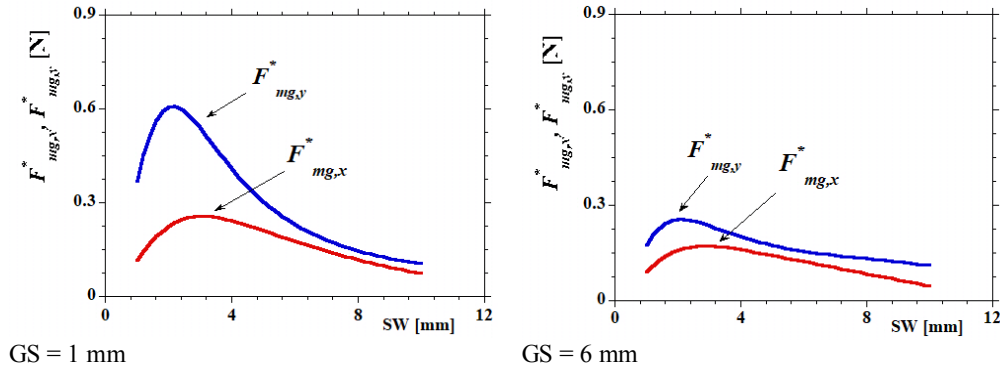 0.9
0.6
0.3
0
0
4
8
12
SW [mm]
F*mg,x, F*mg,y [N]
F*mg,y
F*mg,x
GS = 1 mm
0.9
0.6
0.3
0
0
4
8
12
SW [mm]
F*mg,x, F*mg,y [N]
F*mg,y
F*mg,x
GS = 6 mm